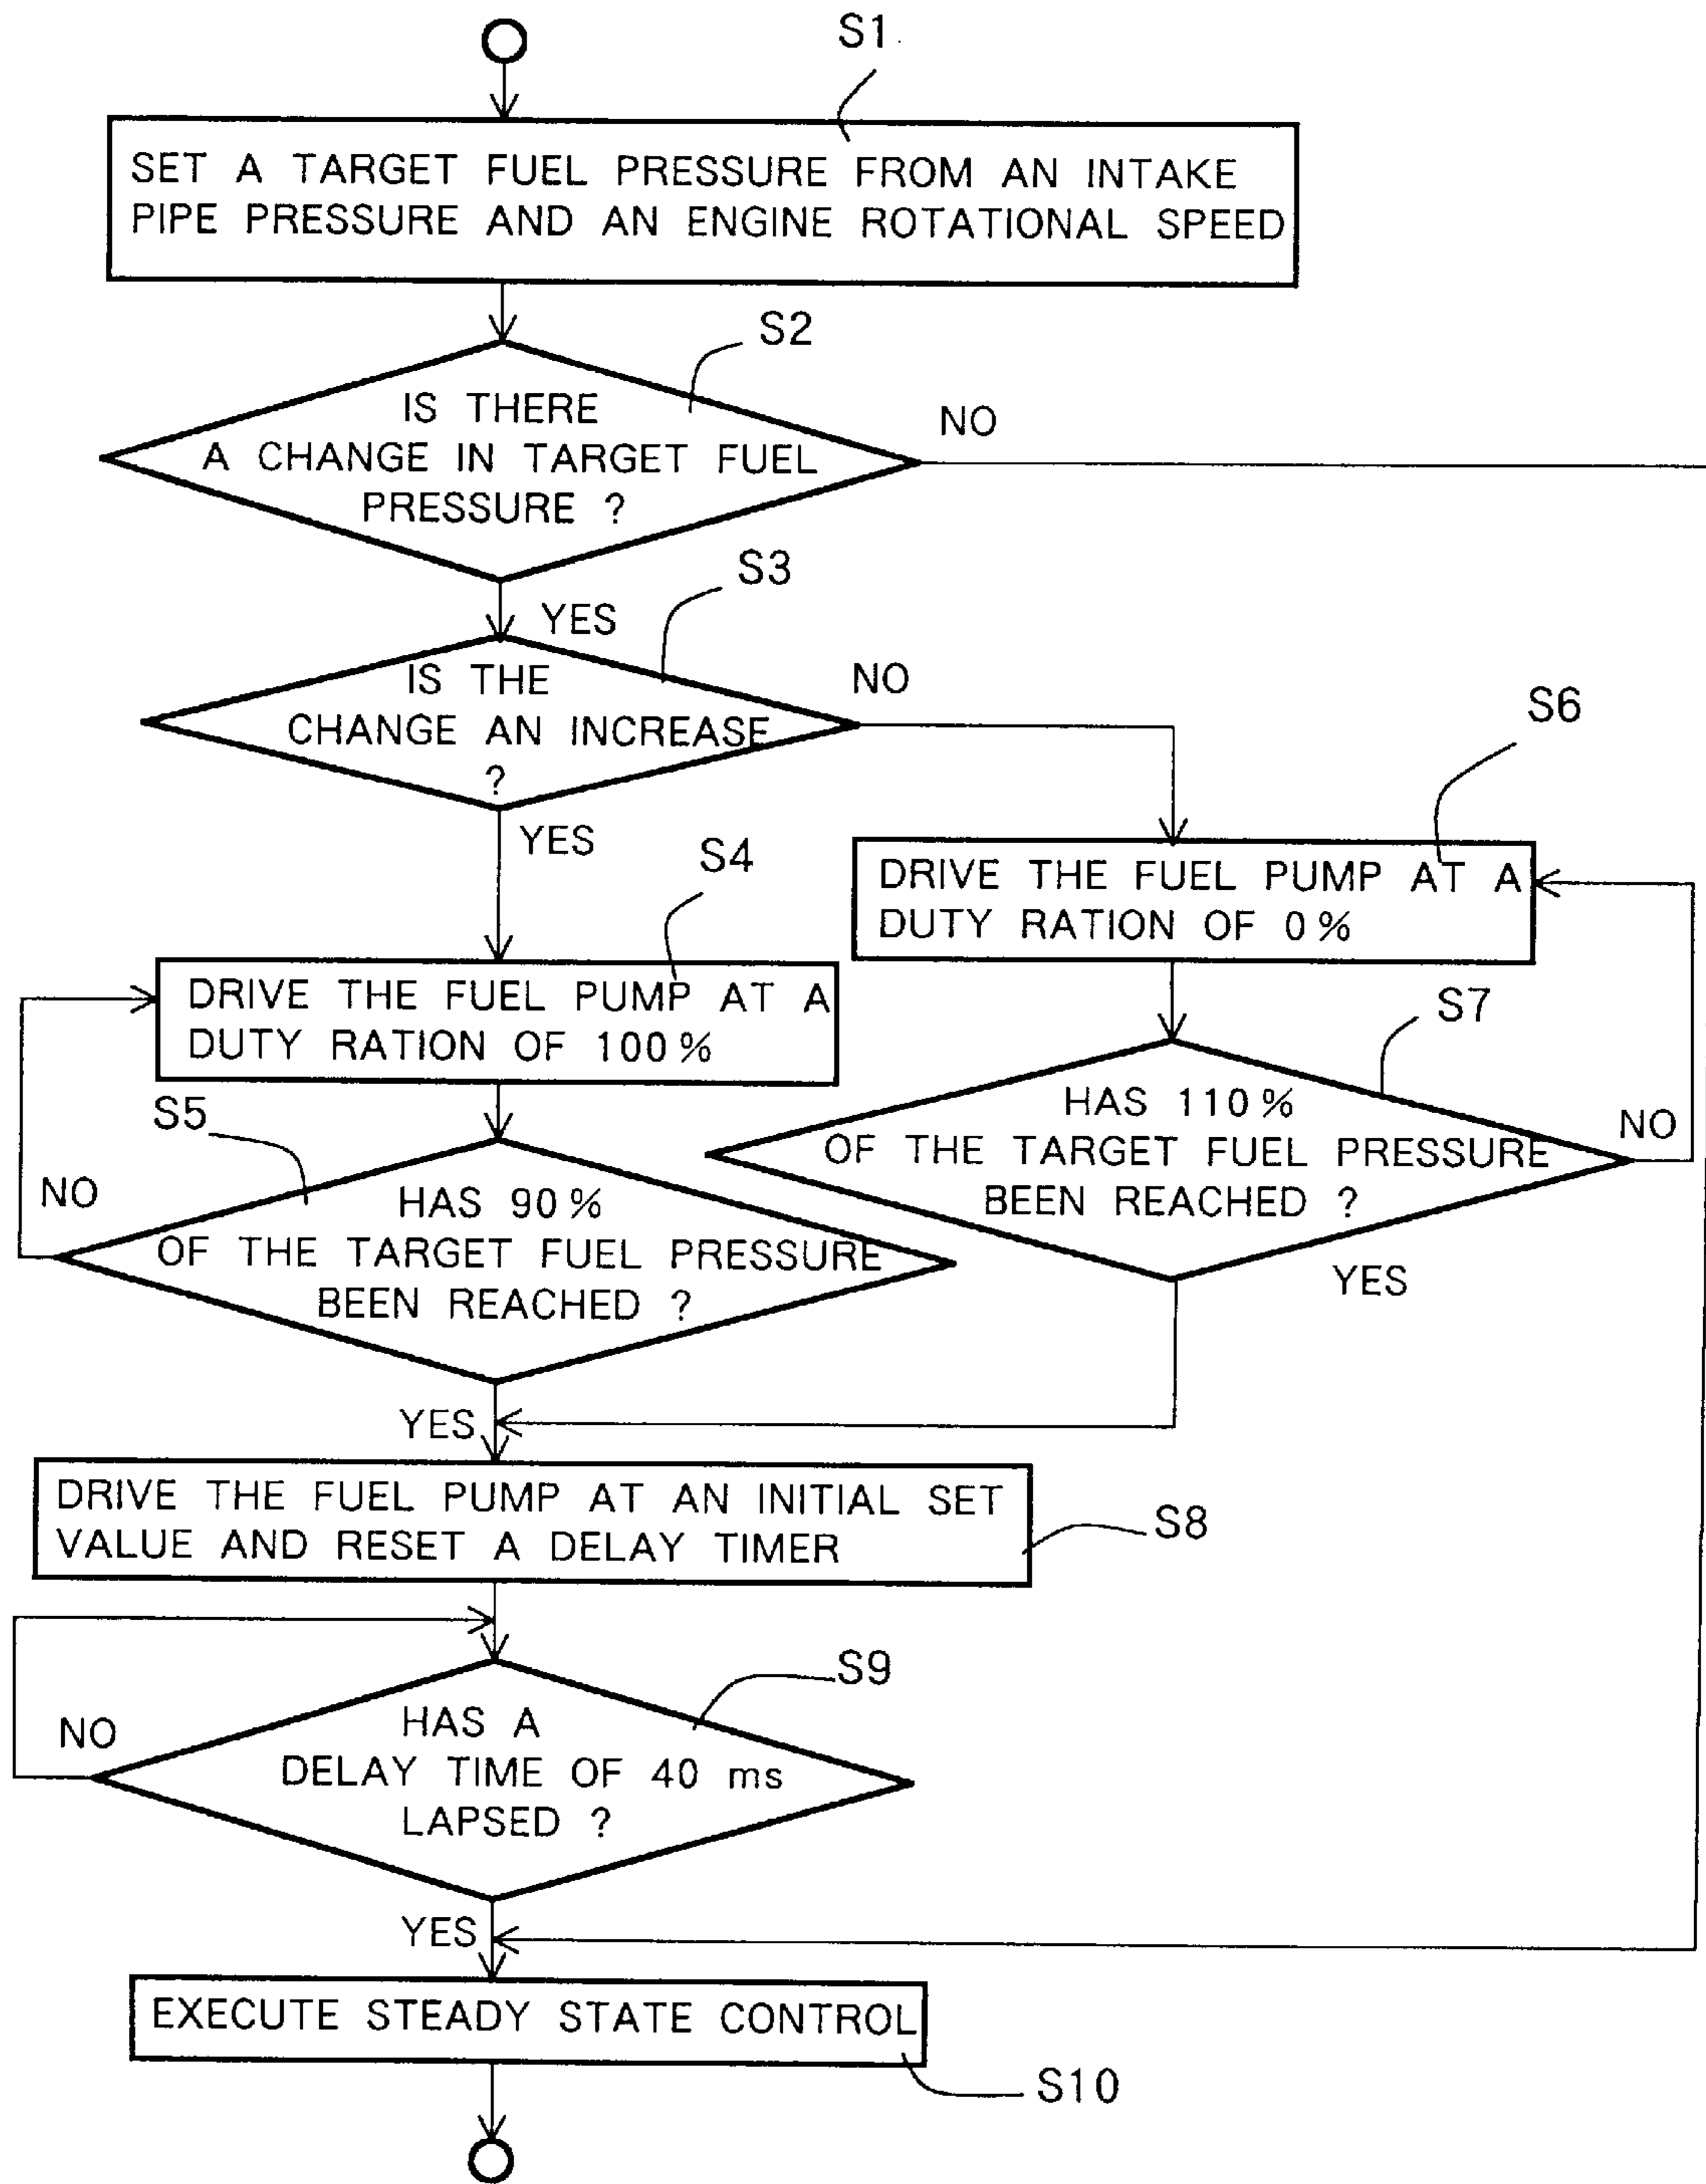 S1
SET A TARGET FUEL PRESSURE FROM AN INTAKE
PIPE PRESSURE AND AN ENGINE ROTATIONAL SPEED
S2
IS THERE
A CHANGE IN TARGET FUEL
PRESSURE ?
NO
YES
S3
IS THE
CHANGE AN INCREASE
?
NO
YES
S6
DRIVE THE FUEL PUMP AT A
DUTY RATION OF 0%
S4
DRIVE THE FUEL PUMP AT A
DUTY RATION OF 100%
S7
HAS 110%
OF THE TARGET FUEL PRESSURE
BEEN REACHED ?
NO
YES
S5
HAS 90%
OF THE TARGET FUEL PRESSURE
BEEN REACHED ?
NO
YES
DRIVE THE FUEL PUMP AT AN INITIAL SET
VALUE AND RESET A DELAY TIMER
S8
S9
HAS A
DELAY TIME OF 40 ms
LAPSED ?
NO
YES
EXECUTE STEADY STATE CONTROL
S10